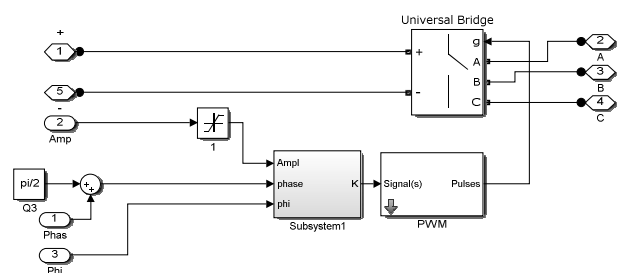 Universal Bridge
+
1
g
+
A
2
A
B
3
B
5
-
C
4
C
-
2
Amp
1
Ampl
pi/2
Q3
+
+
phase
K
Signal(s)
Pulses
1
Phas
phi
Subsystem1
PWM
3
Phi